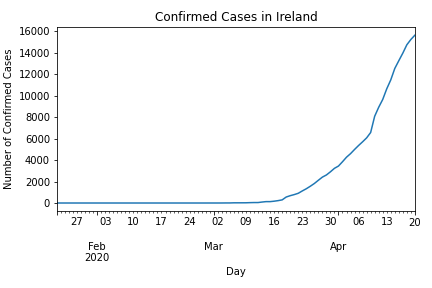 Confirmed Cases in Ireland
16000
14000
12000
10000
8000
6000
4000
2000
0
Number of Confirmed Cases
27 03 10 17 24 02 09 16 23 30 06 13 20
Feb Mar Apr
2020
Day